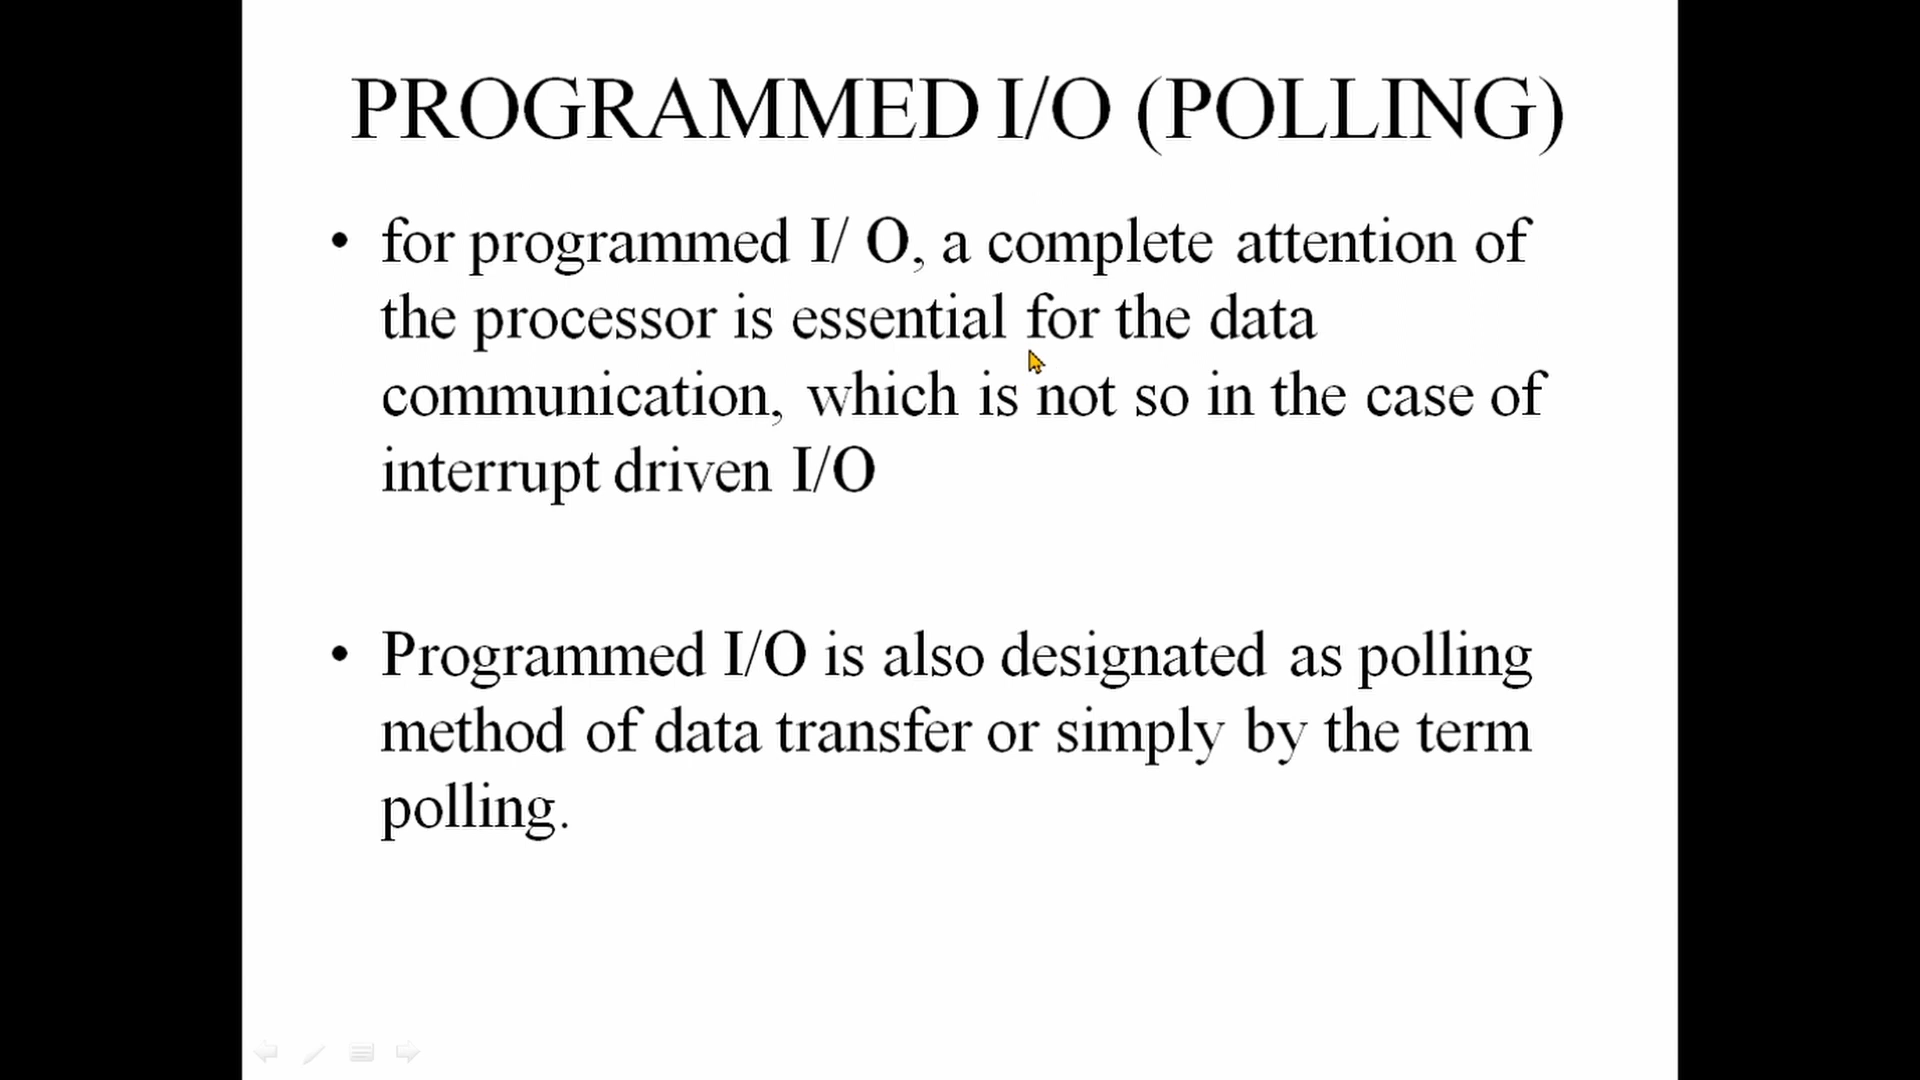 PROGRAMMED I/O (POLLING)
• for programmed I/ O, a complete attention of
the processor is essential for the data
communication, which is not so in the case of
interrupt driven I/O
• Programmed I/O is also designated as polling
method of data transfer or simply by the term
polling.